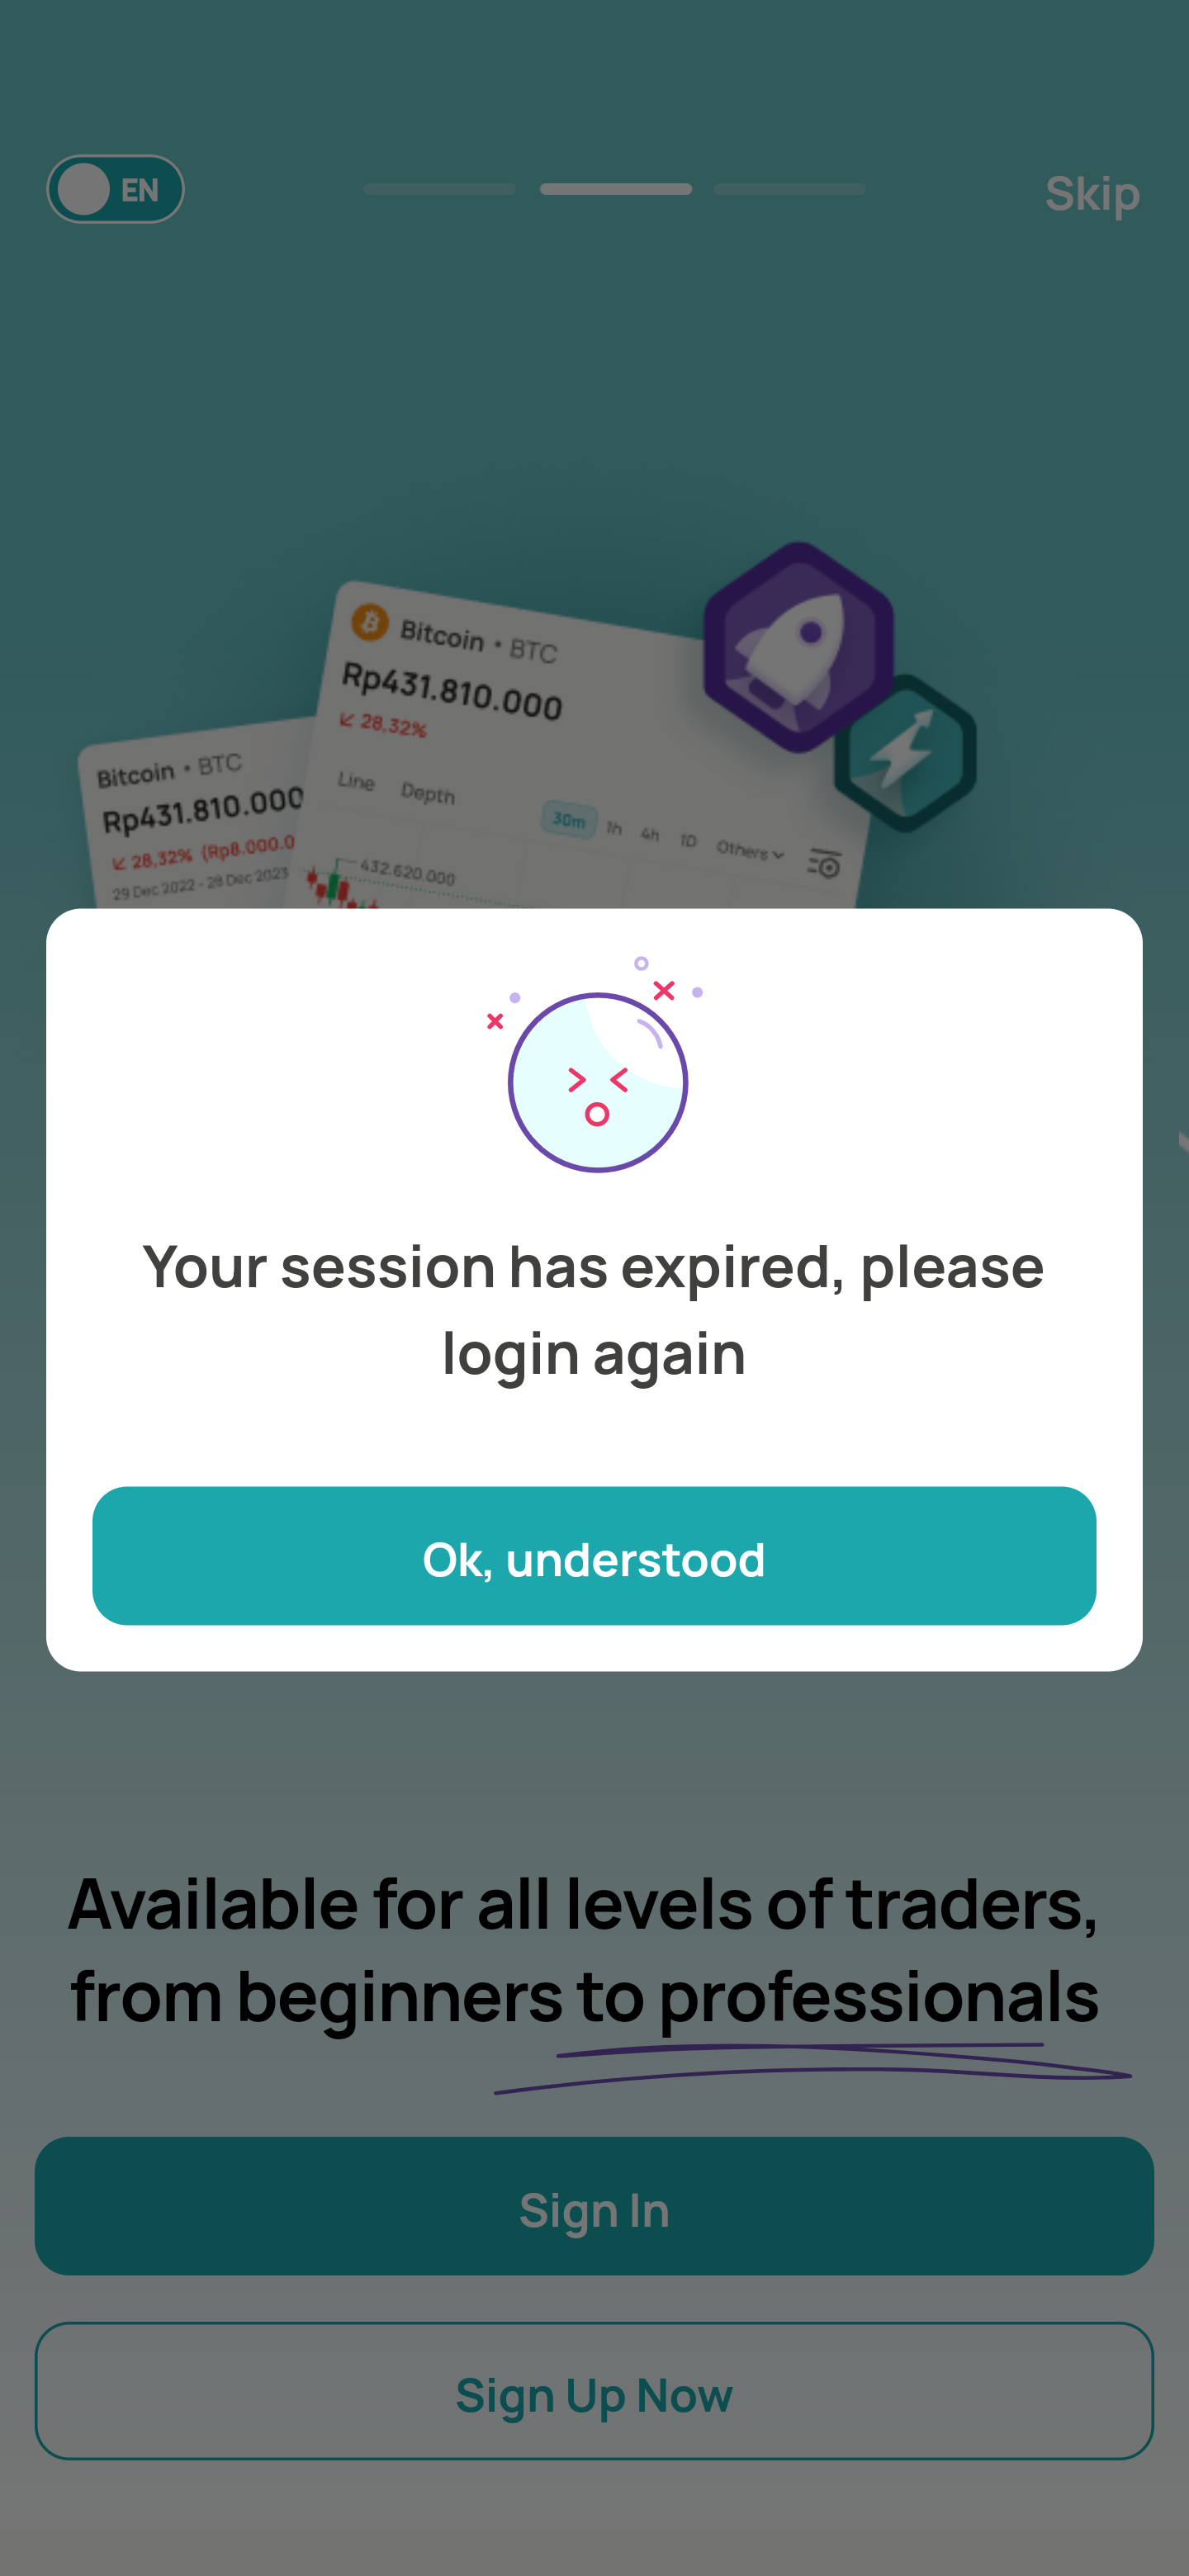 EN
Skip
Bitcoin • BTC
Rp431.810.000
28,32%
Line Depth
30m 1h 4h 1D Others
432.620.000
Bitcoin • BTC
Rp431.810.000
28,32% (Rp8.000.0
29 Dec 2022 - 28 Dec 2023
Your session has expired, please
login again
Ok, understood
Available for all levels of traders,
from beginners to professionals
Sign In
Sign Up Now